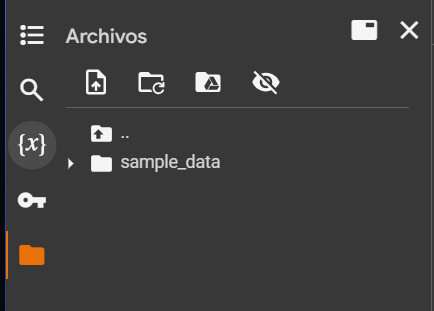 Archivos
{x}
..
sample_data